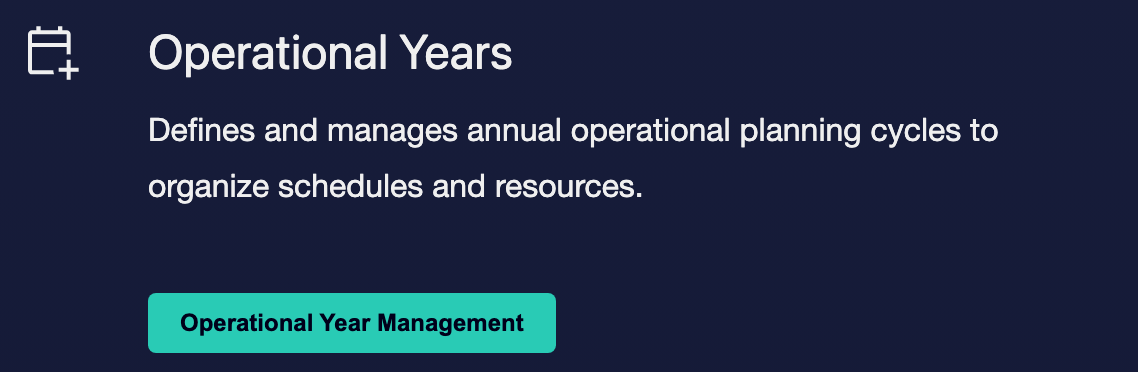 Operational Years
Defines and manages annual operational planning cycles to
organize schedules and resources.
Operational Year Management